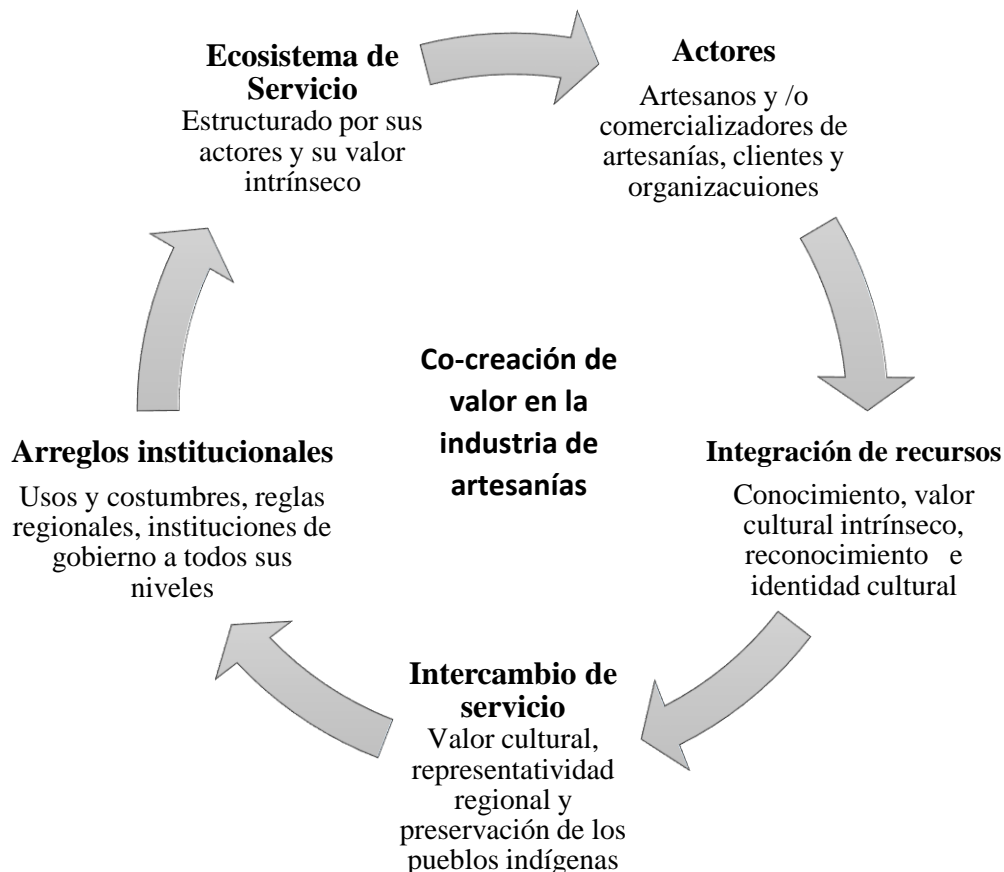 Ecosistema de
Servicio
Estructurado por sus
actores y su valor
intrínseco
Actores
Artesanos y /o
comercializadores de
artesanías, clientes y
organizacuiones
Co-creación de
valor en la
industria de
artesanías
Arreglos institucionales
Usos y costumbres, reglas
regionales, instituciones de
gobierno a todos sus
niveles
Integración de recursos
Conocimiento, valor
cultural intrínseco,
reconocimiento e
identidad cultural
Intercambio de
servicio
Valor cultural,
representatividad
regional y
preservación de los
pueblos indígenas